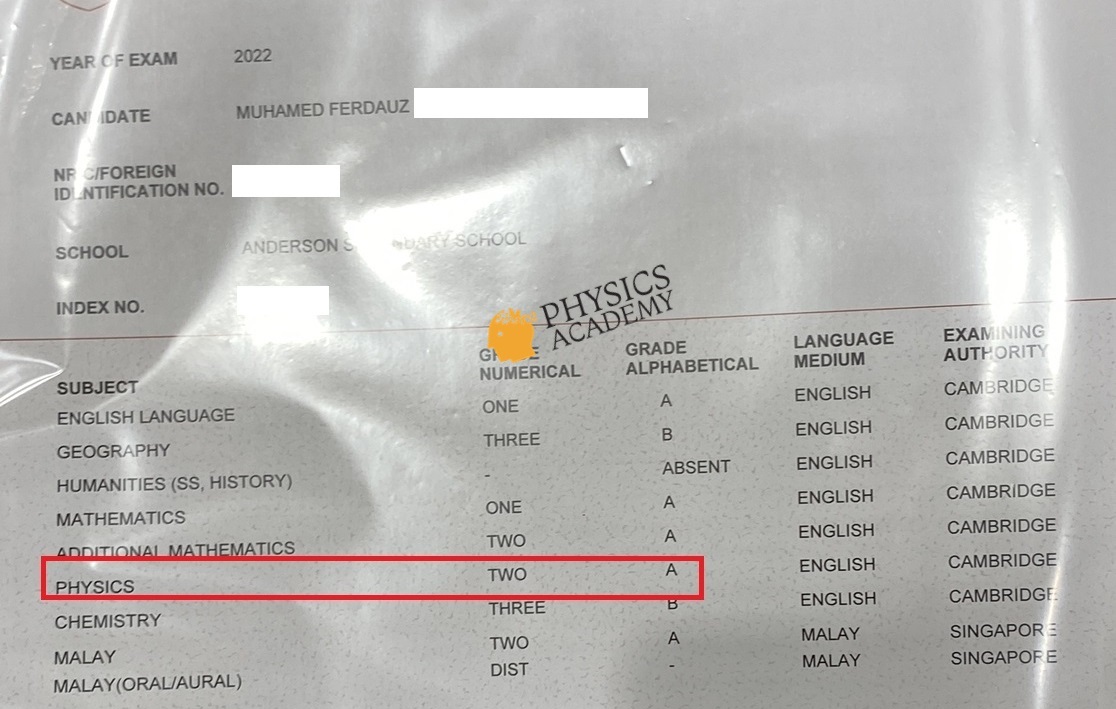 YEAR OF EXAM 2022
CANDIDATE MUHAMED FERDAUZ
NRIC/FOREIGN
IDENTIFICATION NO.
SCHOOL ANDERSON SECONDARY SCHOOL
INDEX NO.
PHYSICS
ACADEMY
SUBJECT GRADE NUMERICAL GRADE ALPHABETICAL LANGUAGE MEDIUM EXAMINING AUTHORITY
ENGLISH LANGUAGE ONE A ENGLISH CAMBRIDGE
GEOGRAPHY THREE B ENGLISH CAMBRIDGE
HUMANITIES (SS, HISTORY) - ABSENT ENGLISH CAMBRIDGE
MATHEMATICS ONE A ENGLISH CAMBRIDGE
ADDITIONAL MATHEMATICS TWO A ENGLISH CAMBRIDGE
PHYSICS TWO A ENGLISH CAMBRIDGE
CHEMISTRY THREE B ENGLISH CAMBRIDGE
MALAY TWO A MALAY SINGAPORE
MALAY(ORAL/AURAL) DIST - MALAY SINGAPORE